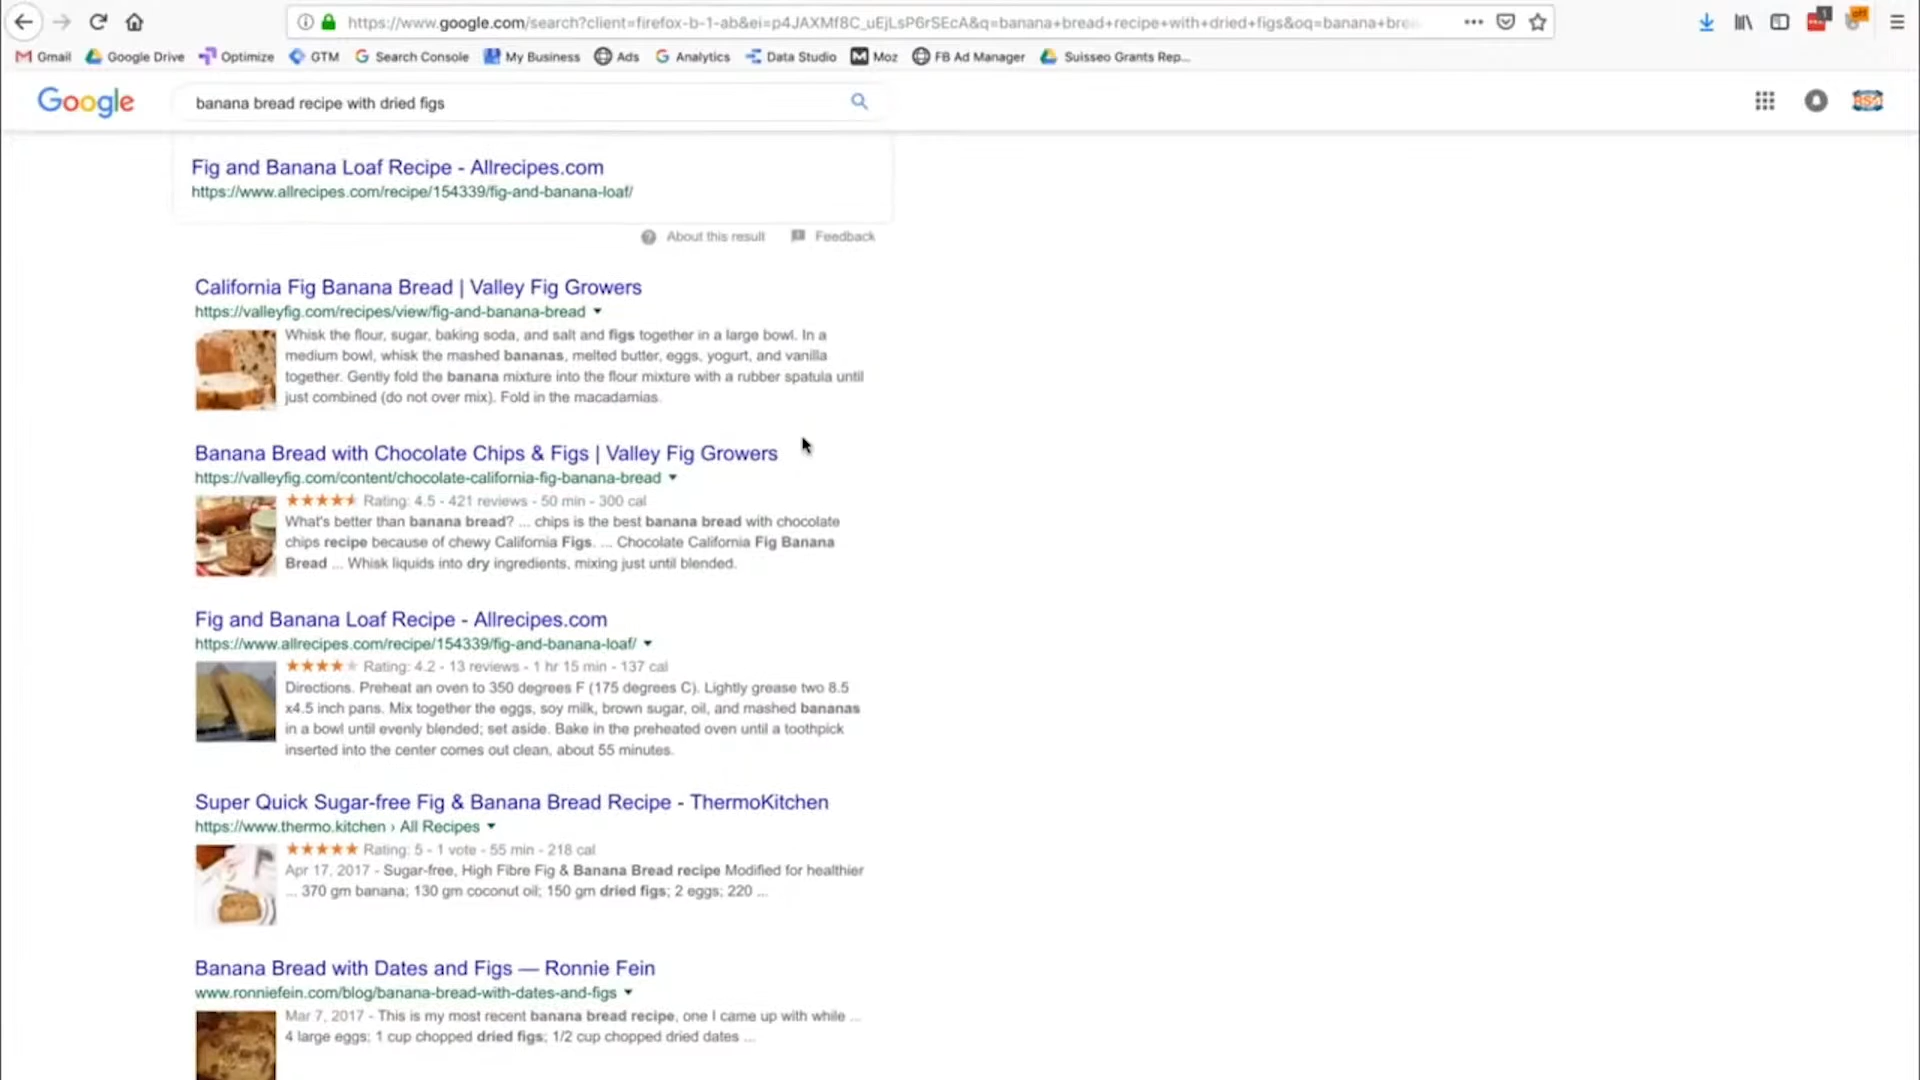 https://www.google.com/search?client=firefox-b-1-ab&ei=p4JAXMf8C_uEjLsP6rSEcA&q=banana+bread+recipe+with+dried+figs&oq=banana+bre
Gmail Google Drive Optimize GTM Search Console My Business Ads Analytics Data Studio Moz FB Ad Manager Suisseo Grants Rep...
Google banana bread recipe with dried figs
Fig and Banana Loaf Recipe - Allrecipes.com
https://www.allrecipes.com/recipe/154339/fig-and-banana-loaf/
About this result Feedback
California Fig Banana Bread | Valley Fig Growers
https://valleyfig.com/recipes/view/fig-and-banana-bread
Whisk the flour, sugar, baking soda, and salt and figs together in a large bowl. In a
medium bowl, whisk the mashed bananas, melted butter, eggs, yogurt, and vanilla
together. Gently fold the banana mixture into the flour mixture with a rubber spatula until
just combined (do not over mix). Fold in the macadamias.
Banana Bread with Chocolate Chips & Figs | Valley Fig Growers
https://valleyfig.com/content/chocolate-california-fig-banana-bread
Rating: 4.5 - 421 reviews - 50 min - 300 cal
What's better than banana bread? ... chips is the best banana bread with chocolate
chips recipe because of chewy California Figs. ... Chocolate California Fig Banana
Bread ... Whisk liquids into dry ingredients, mixing just until blended.
Fig and Banana Loaf Recipe - Allrecipes.com
https://www.allrecipes.com/recipe/154339/fig-and-banana-loaf/
Rating: 4.2 - 13 reviews - 1 hr 15 min - 137 cal
Directions. Preheat an oven to 350 degrees F (175 degrees C). Lightly grease two 8.5
x4.5 inch pans. Mix together the eggs, soy milk, brown sugar, oil, and mashed bananas
in a bowl until evenly blended; set aside. Bake in the preheated oven until a toothpick
inserted into the center comes out clean, about 55 minutes.
Super Quick Sugar-free Fig & Banana Bread Recipe - ThermoKitchen
https://www.thermo.kitchen › All Recipes
Rating: 5 - 1 vote - 55 min - 218 cal
Apr 17, 2017 - Sugar-free, High Fibre Fig & Banana Bread recipe Modified for healthier
... 370 gm banana; 130 gm coconut oil; 150 gm dried figs; 2 eggs; 220 ...
Banana Bread with Dates and Figs — Ronnie Fein
www.ronniefein.com/blog/banana-bread-with-dates-and-figs
Mar 7, 2017 - This is my most recent banana bread recipe, one I came up with while ...
4 large eggs; 1 cup chopped dried figs; 1/2 cup chopped dried dates ...